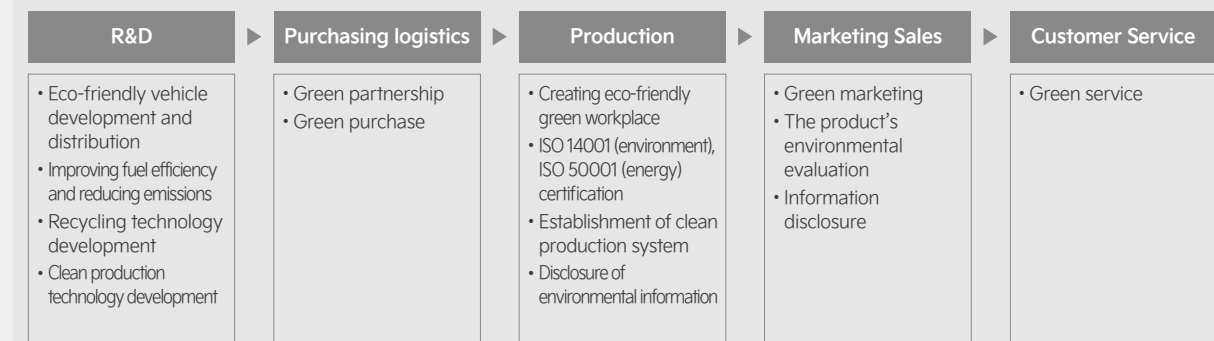 R&D
Purchasing logistics
Production
Marketing Sales
Customer Service
• Eco-friendly vehicle
development and
distribution
• Improving fuel efficiency
and reducing emissions
• Recycling technology
development
• Clean production
technology development
• Green partnership
• Green purchase
• Creating eco-friendly
green workplace
• ISO 14001 (environment),
ISO 50001 (energy)
certification
• Establishment of clean
production system
• Disclosure of
environmental information
• Green marketing
• The product's
environmental
evaluation
• Information
disclosure
• Green service